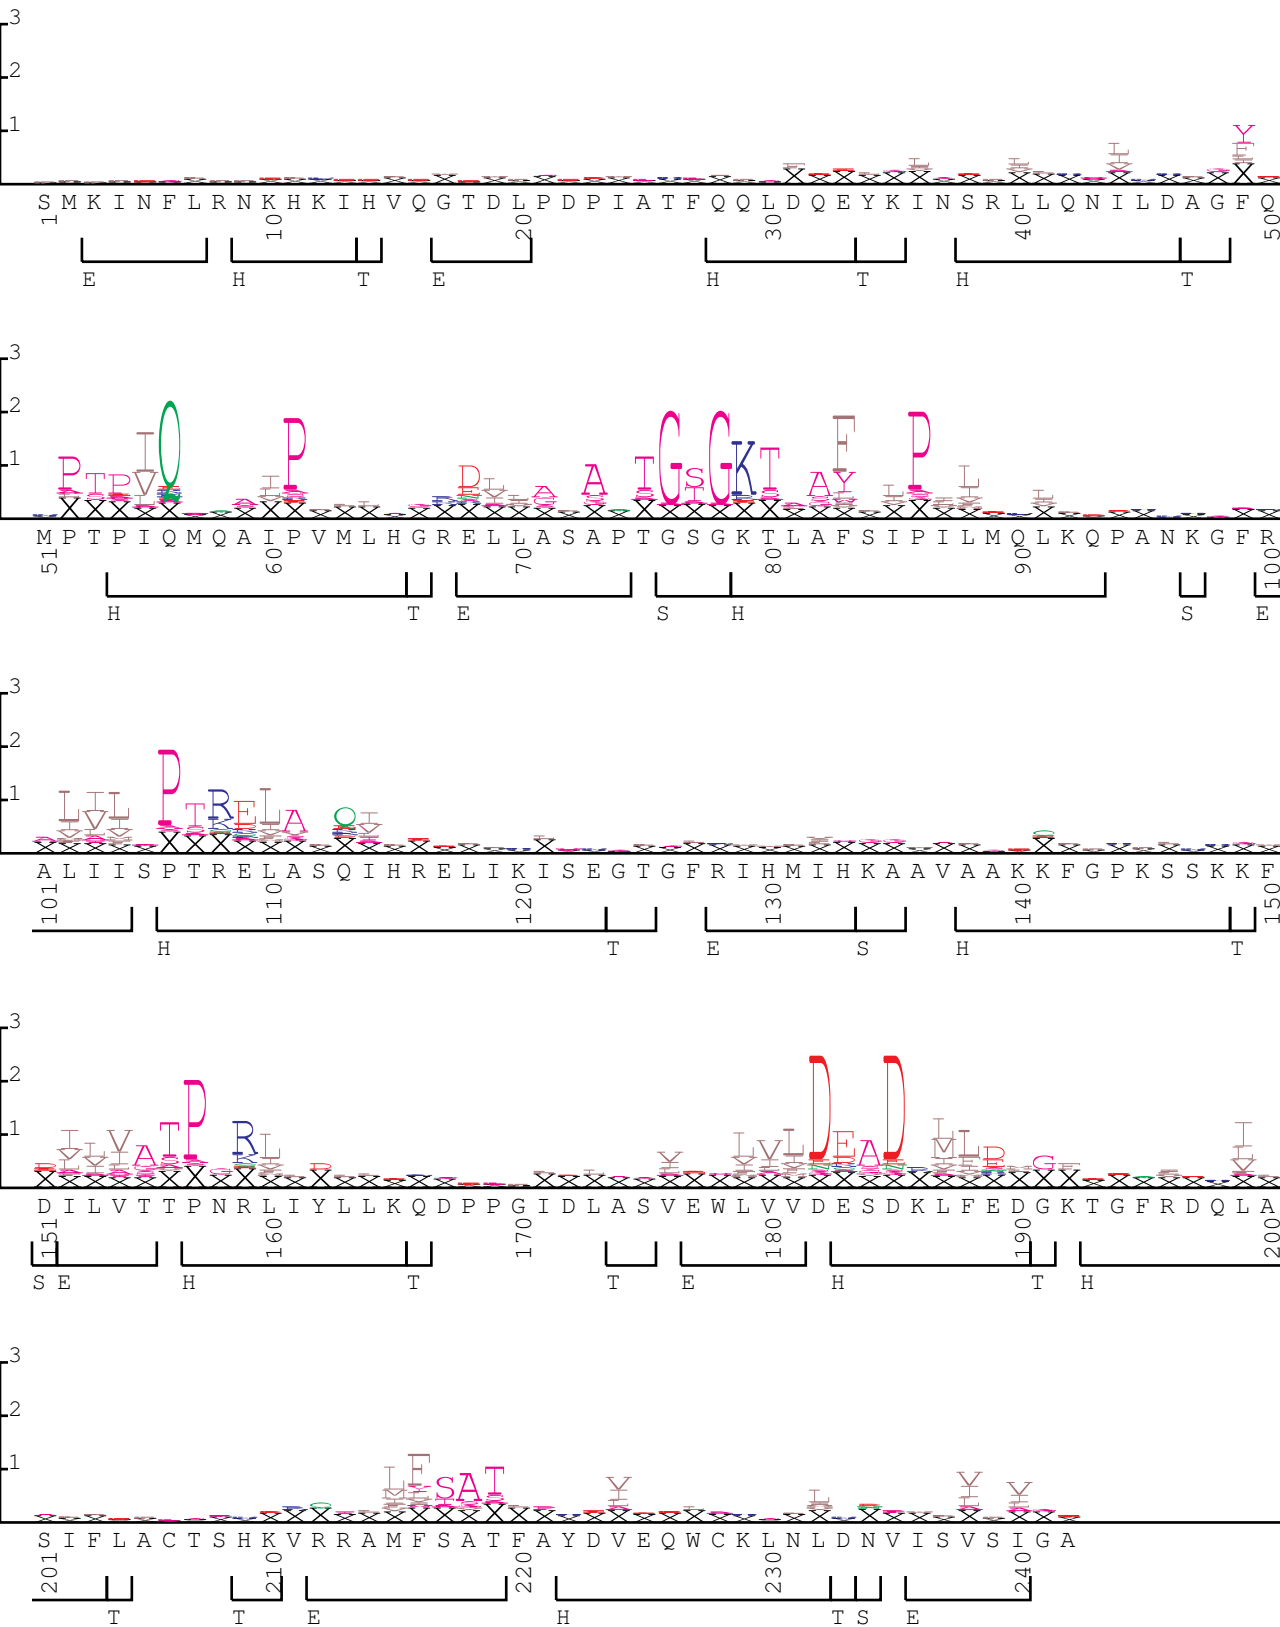 3
2
1
S M K I N F L R N K H K I H V Q G T D L P D P I A T F Q Q L D Q E Y K I N S R L L Q N I L D A G F Q
1 10 20 30 40 50
E H T E H T H T
3
2
1
M P T P I Q M Q A I P V M L H G R E L L A S A P T G S G K T L A F S I P I L M Q L K Q P A N K G F R
51 60 70 80 90 100
H T E S H S E
3
2
1
A L I I S P T R E L A S Q I H R E L I K I S E G T G F R I H M I H K A A V A A K K F G P K S S K K F
101 110 120 130 140 150
H T E S H T
3
2
1
D I L V T T P N R L I Y L L K Q D P P G I D L A S V E W L V V D E S D K L F E D G K T G F R D Q L A
151 160 170 180 190 200
S E H T T E H T H
3
2
1
S I F L A C T S H K V R R A M F S A T F A Y D V E Q W C K L N L D N V I S V S I G A
201 210 220 230 240
T T E H T S E